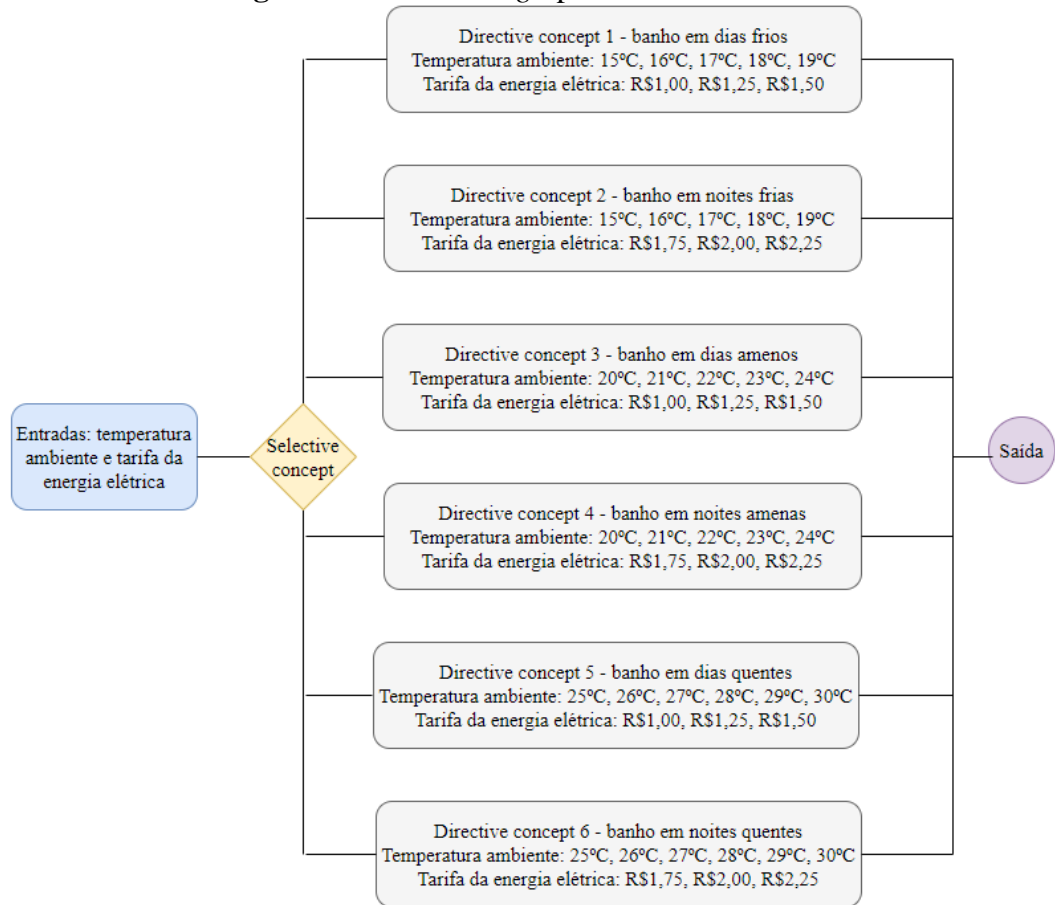 Directive concept 1 - banho em dias frios
Temperatura ambiente: 15ºC, 16ºC, 17ºC, 18ºC, 19ºC
Tarifa da energia elétrica: R$1,00, R$1,25, R$1,50
Directive concept 2 - banho em noites frias
Temperatura ambiente: 15ºC, 16ºC, 17ºC, 18ºC, 19ºC
Tarifa da energia elétrica: R$1,75, R$2,00, R$2,25
Directive concept 3 - banho em dias amenos
Temperatura ambiente: 20ºC, 21ºC, 22ºC, 23ºC, 24ºC
Tarifa da energia elétrica: R$1,00, R$1,25, R$1,50
Entradas: temperatura
ambiente e tarifa da
energia elétrica
Selective
concept
Saída
Directive concept 4 - banho em noites amenas
Temperatura ambiente: 20ºC, 21ºC, 22ºC, 23ºC, 24ºC
Tarifa da energia elétrica: R$1,75, R$2,00, R$2,25
Directive concept 5 - banho em dias quentes
Temperatura ambiente: 25ºC, 26ºC, 27ºC, 28ºC, 29ºC, 30ºC
Tarifa da energia elétrica: R$1,00, R$1,25, R$1,50
Directive concept 6 - banho em noites quentes
Temperatura ambiente: 25ºC, 26ºC, 27ºC, 28ºC, 29ºC, 30ºC
Tarifa da energia elétrica: R$1,75, R$2,00, R$2,25